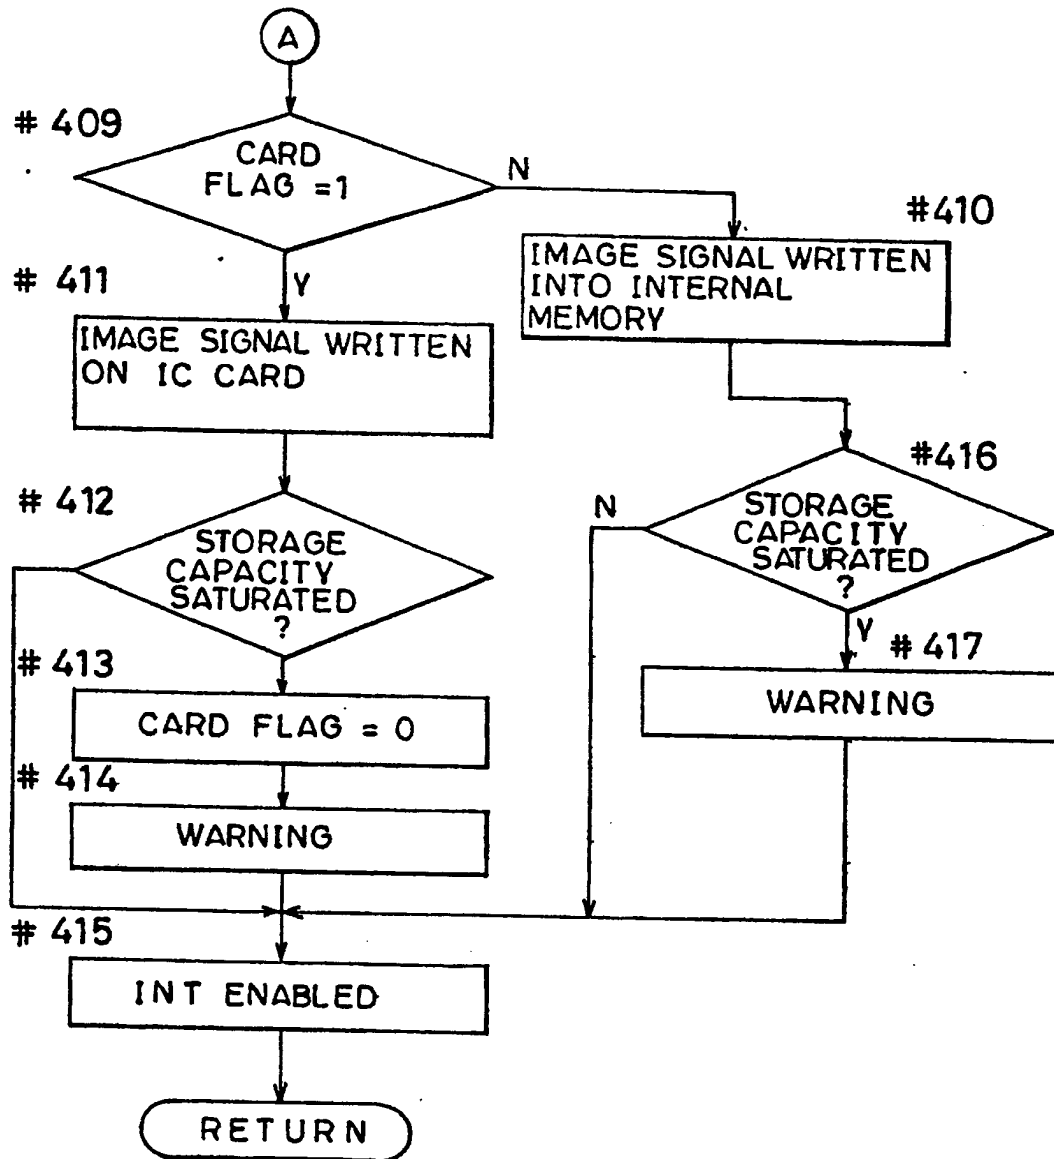 A
# 409
CARD
FLAG =1
N
#410
# 411
Y
IMAGE SIGNAL WRITTEN
INTO INTERNAL
MEMORY
IMAGE SIGNAL WRITTEN
ON IC CARD
# 412
#416
N
STORAGE
CAPACITY
SATURATED
?
STORAGE
CAPACITY
SATURATED
?
Y
# 413
# 417
CARD FLAG = 0
WARNING
# 414
WARNING
# 415
INT ENABLED
RETURN